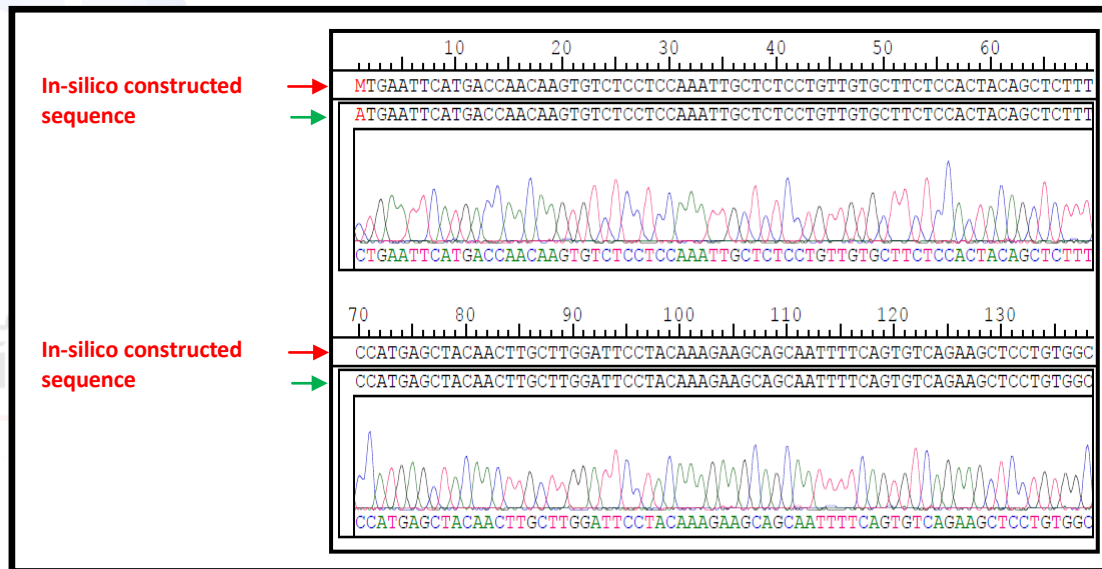 10 20 30 40 50 60
In-silico constructed
sequence
MTGAATTCATGACCAACAAGTGTCTCCTCCAAATTGCTCTCCTGTTGTGCTTCTCCACTACAGCTCTTT
ATGAATTCATGACCAACAAGTGTCTCCTCCAAATTGCTCTCCTGTTGTGCTTCTCCACTACAGCTCTTT
CTGAATTCATGACCAACAAGTGTCTCCTCCAAATTGCTCTCCTGTTGTGCTTCTCCACTACAGCTCTTT
70 80 90 100 110 120 130
In-silico constructed
sequence
CCATGAGCTACAACTTGCTTGGATTCCTACAAAGAAGCAGCAATTTTCAGTGTCAGAAGCTCCTGTGGC
CCATGAGCTACAACTTGCTTGGATTCCTACAAAGAAGCAGCAATTTTCAGTGTCAGAAGCTCCTGTGGC
CCATGAGCTACAACTTGCTTGGATTCCTACAAAGAAGCAGCAATTTTCAGTGTCAGAAGCTCCTGTGGC